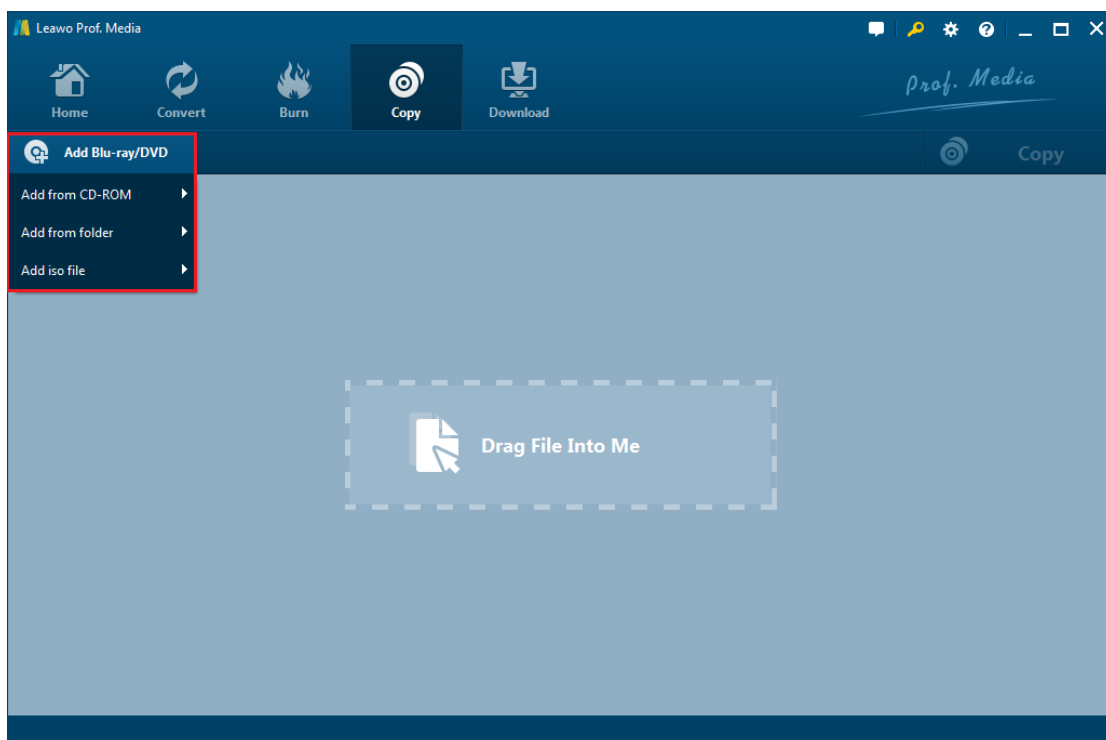 Leawo Prof. Media
Home
Convert
Burn
Copy
Download
Prof. Media
Add Blu-ray/DVD
Copy
Add from CD-ROM
Add from folder
Add iso file
Drag File Into Me